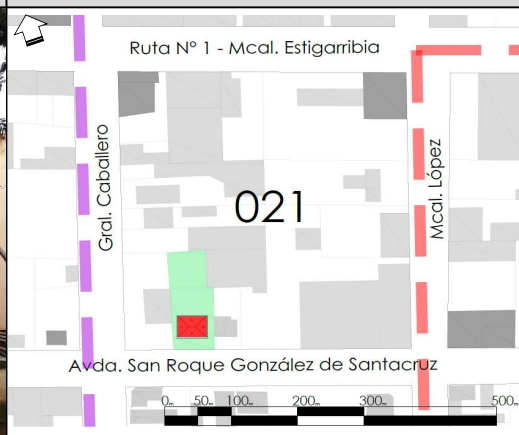 Ruta N° 1 - Mcal. Estigarribia
Gral. Caballero
021
Mcal. López
Avda. San Roque González de Santacruz
0m 50m 100m 200m 300m 500m